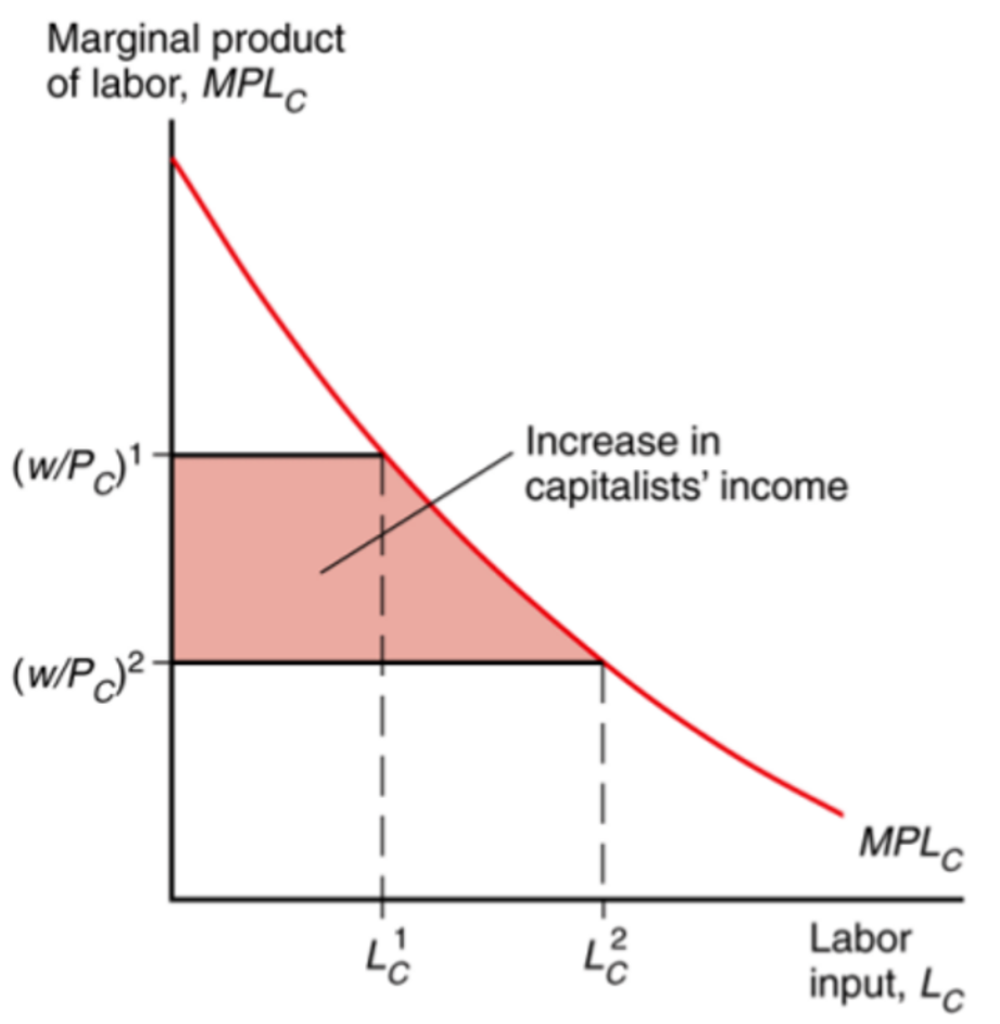 Marginal product
of labor, MPL_C
(w/P_C)^1
Increase in
capitalists’ income
(w/P_C)^2
MPL_C
L_C^1
L_C^2
Labor
input, L_C